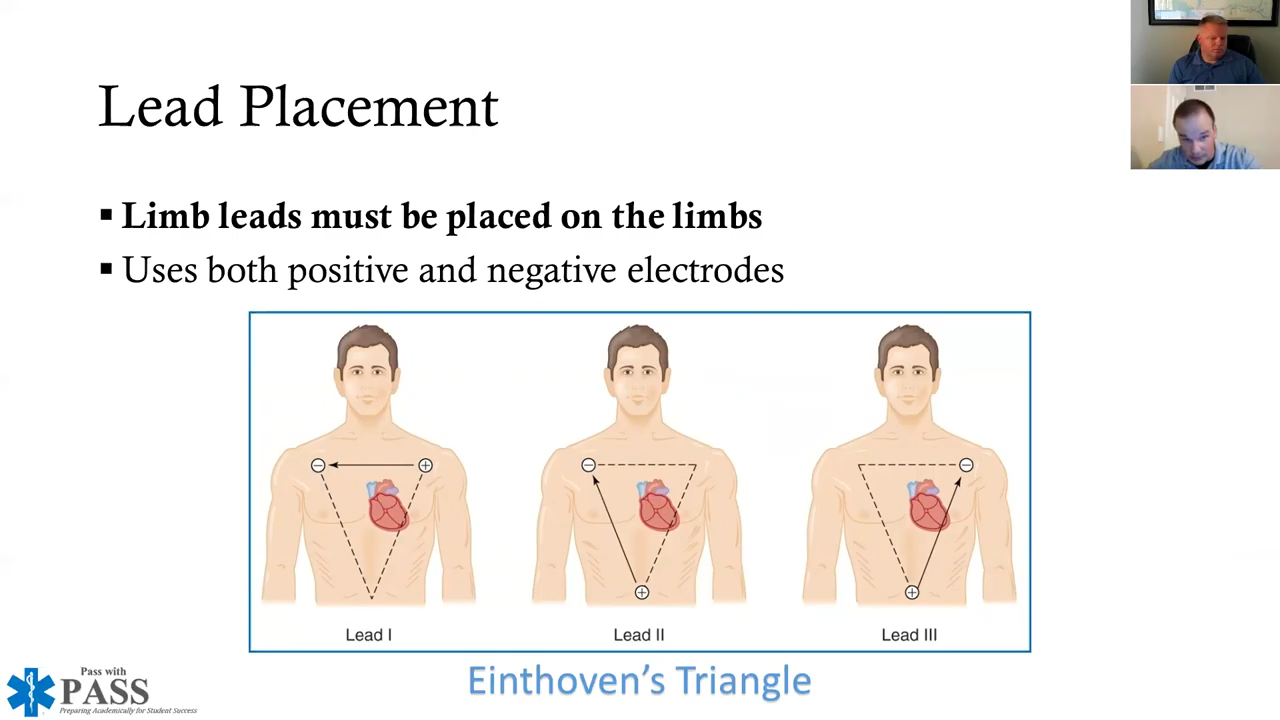 Lead Placement
▪ Limb leads must be placed on the limbs
▪ Uses both positive and negative electrodes
Lead I
Lead II
Lead III
Einthoven's Triangle
Pass with
PASS
Preparing Academically for Student Success